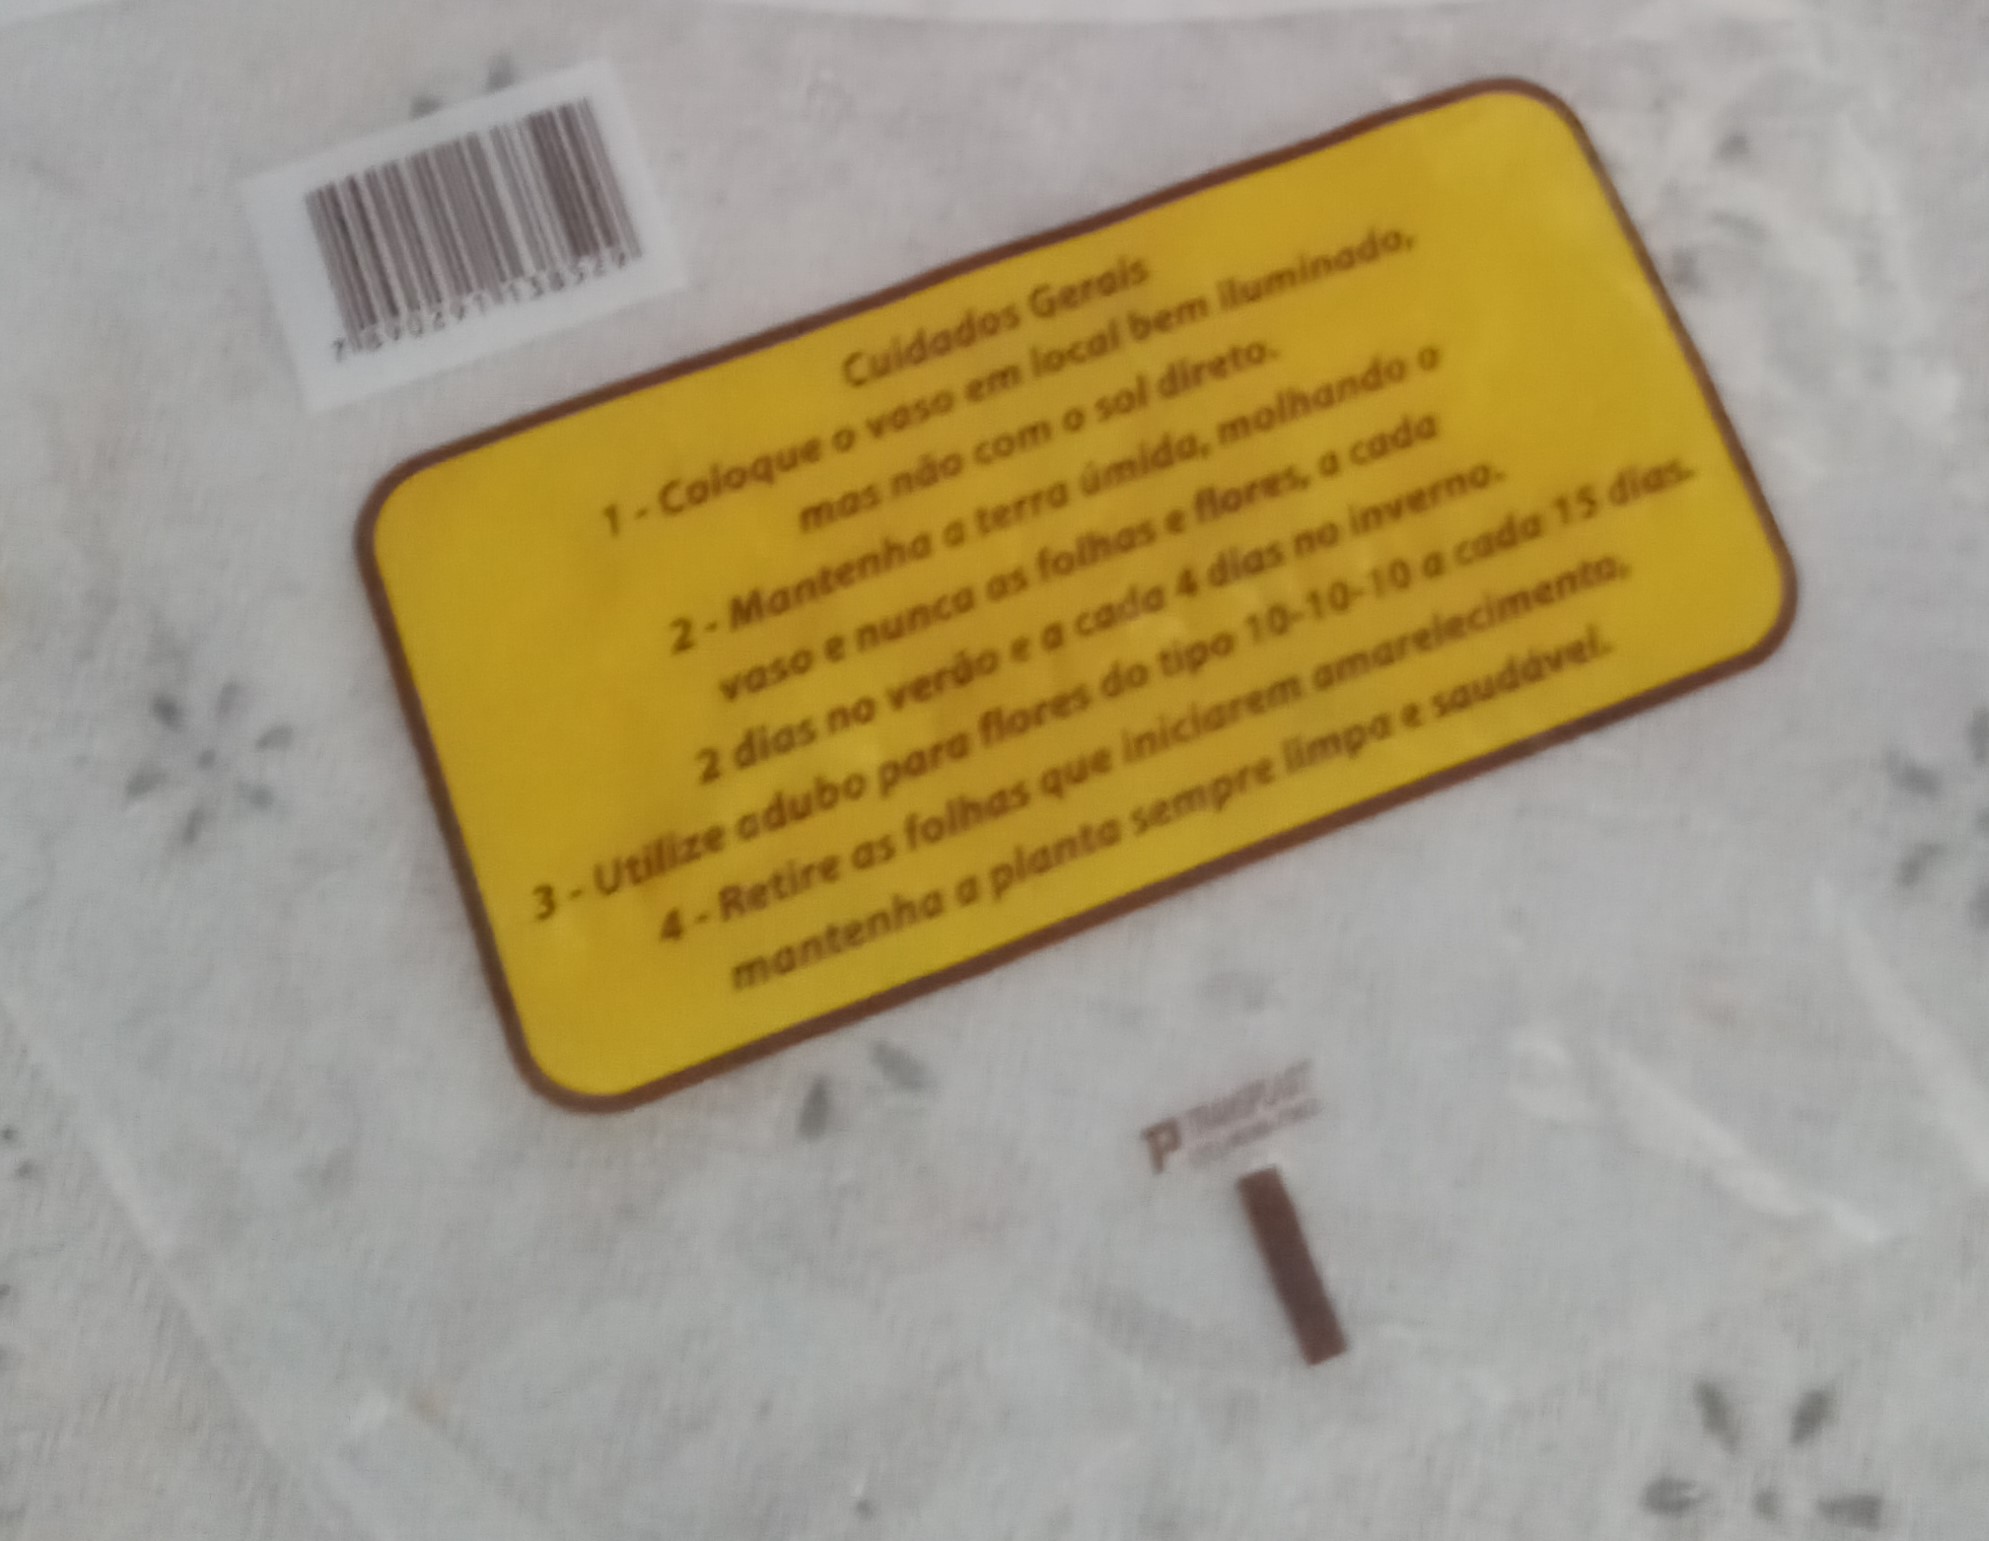 Cuidados Gerais
1 - Coloque o vaso em local bem iluminado,
mas não com o sol direto.
2 - Mantenha a terra úmida, molhando o
vaso e nunca as folhas e flores, a cada
2 dias no verão e a cada 4 dias no inverno.
3 - Utilize adubo para flores do tipo 10-10-10 a cada 15 dias.
4 - Retire as folhas que iniciarem amarelecimento,
mantenha a planta sempre limpa e saudável.